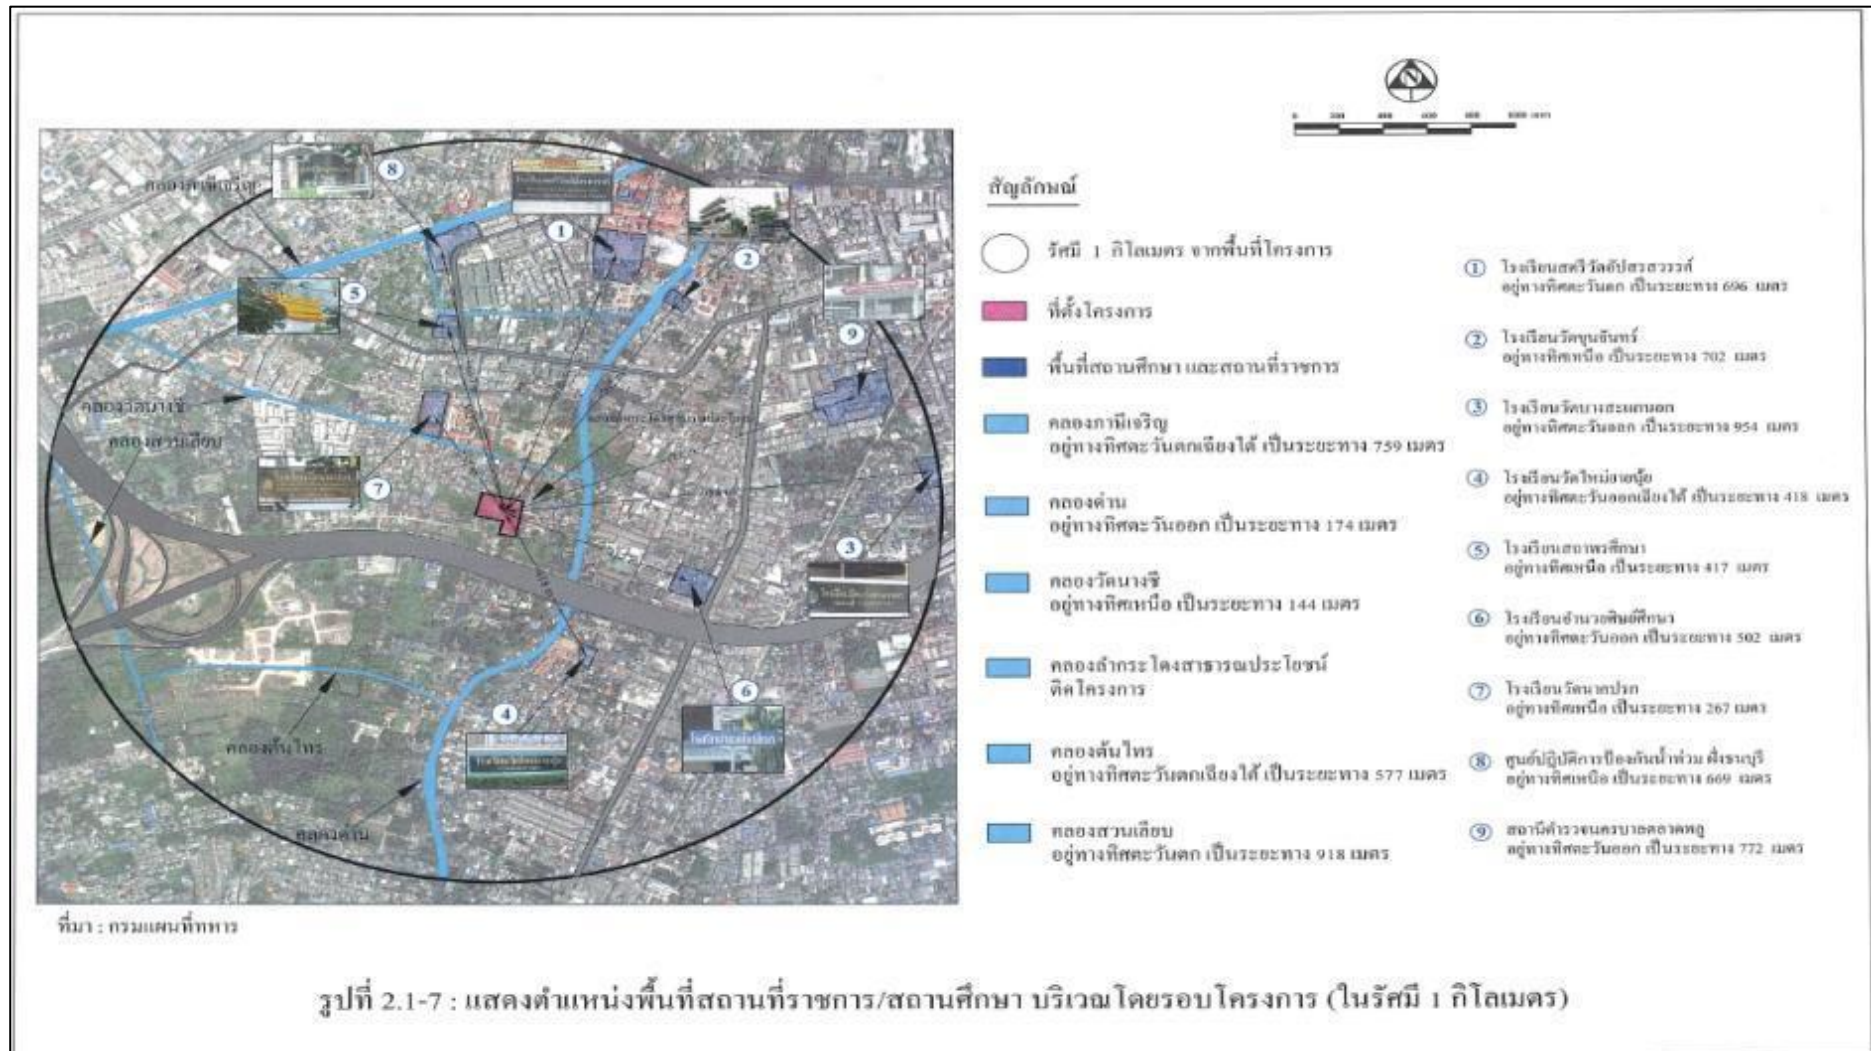 N
0 200 400 600 800 1000 เมตร
สัญลักษณ์
รัศมี 1 กิโลเมตร จากพื้นที่โครงการ
ที่ตั้งโครงการ
พื้นที่สถานศึกษา และสถานที่ราชการ
คลองภาษีเจริญ
อยู่ทางทิศตะวันตกเฉียงใต้ เป็นระยะทาง 759 เมตร
คลองด่าน
อยู่ทางทิศตะวันออก เป็นระยะทาง 174 เมตร
คลองวัดนางชี
อยู่ทางทิศเหนือ เป็นระยะทาง 144 เมตร
คลองลำกระโดงสาธารณประโยชน์
ติดโครงการ
คลองต้นไทร
อยู่ทางทิศตะวันตกเฉียงใต้ เป็นระยะทาง 577 เมตร
คลองสวนเลียบ
อยู่ทางทิศตะวันตก เป็นระยะทาง 918 เมตร
1 โรงเรียนสตรีวัดอัปสรสวรรค์
อยู่ทางทิศตะวันตก เป็นระยะทาง 696 เมตร
2 โรงเรียนวัดขุนจันทร์
อยู่ทางทิศเหนือ เป็นระยะทาง 702 เมตร
3 โรงเรียนวัดบางสะแกนอก
อยู่ทางทิศตะวันออก เป็นระยะทาง 954 เมตร
4 โรงเรียนวัดใหม่ยายนุ้ย
อยู่ทางทิศตะวันออกเฉียงใต้ เป็นระยะทาง 418 เมตร
5 โรงเรียนเสถาพรศึกษา
อยู่ทางทิศเหนือ เป็นระยะทาง 417 เมตร
6 โรงเรียนอำนวยศิษย์ศึกษา
อยู่ทางทิศตะวันออก เป็นระยะทาง 502 เมตร
7 โรงเรียนวัดนาคปรก
อยู่ทางทิศเหนือ เป็นระยะทาง 267 เมตร
8 ศูนย์ปฏิบัติการป้องกันน้ำท่วม ฝั่งธนบุรี
อยู่ทางทิศเหนือ เป็นระยะทาง 669 เมตร
9 สถานีตำรวจนครบาลตลาดพลู
อยู่ทางทิศตะวันออก เป็นระยะทาง 772 เมตร
คลองภาษีเจริญ
8
1
2
5
9
คลองวัดนางชี
คลองสวนเลียบ
7
3
6
4
คลองต้นไทร
คลองด่าน
ที่มา : กรมแผนที่ทหาร
รูปที่ 2.1-7 : แสดงตำแหน่งพื้นที่สถานที่ราชการ/สถานศึกษา บริเวณโดยรอบโครงการ (ในรัศมี 1 กิโลเมตร)